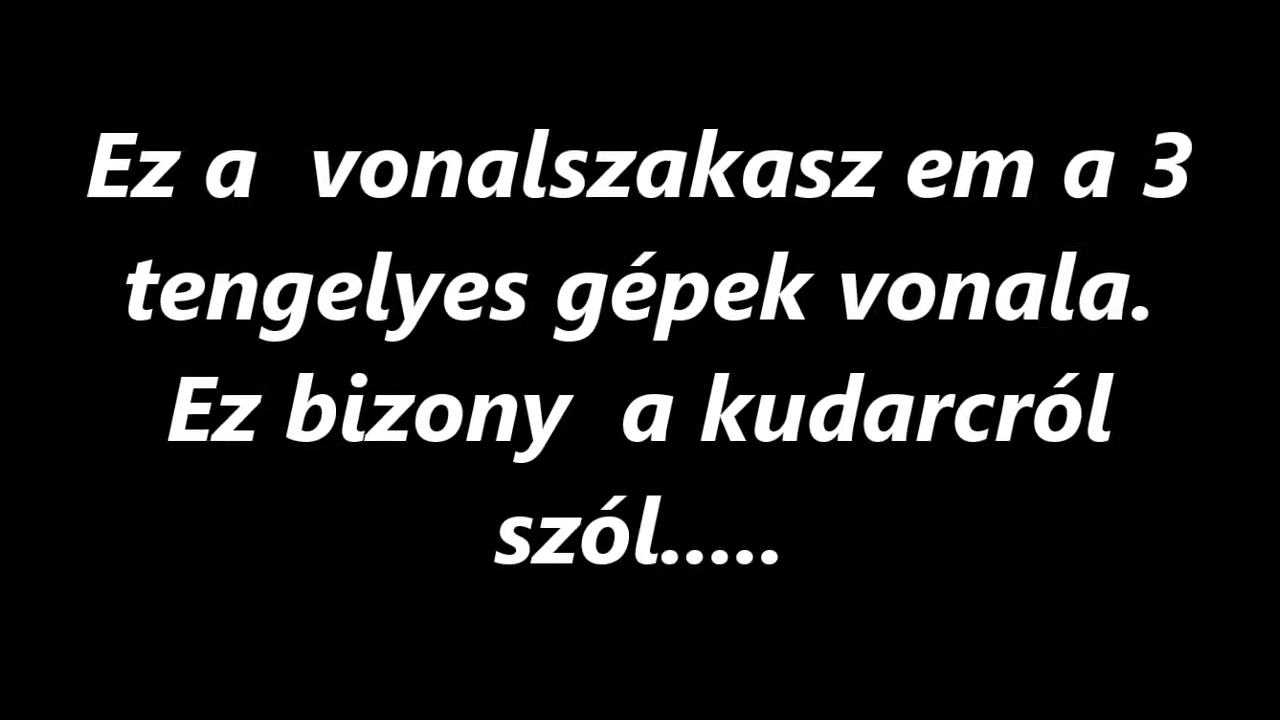 Ez a  vonalszakasz em a 3
tengelyes gépek vonala.
Ez bizony  a kudarcról
szól.....